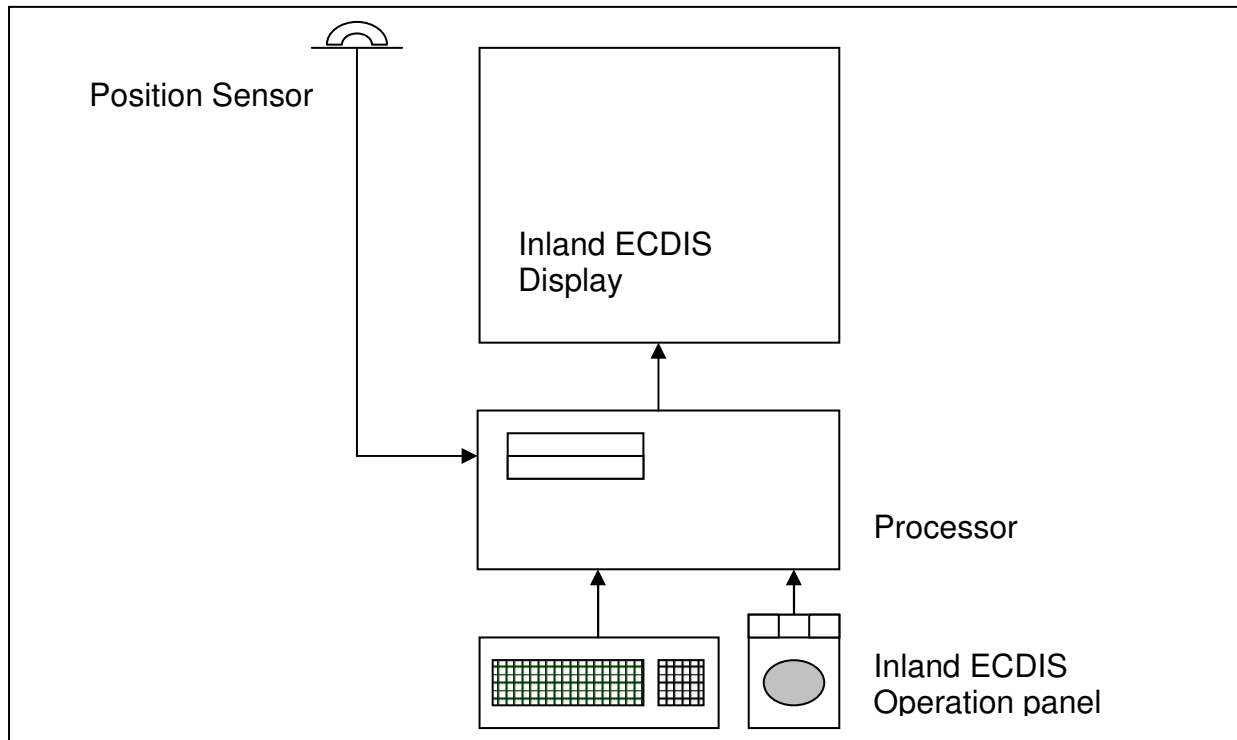 Position Sensor
Inland ECDIS
Display
Processor
Inland ECDIS
Operation panel